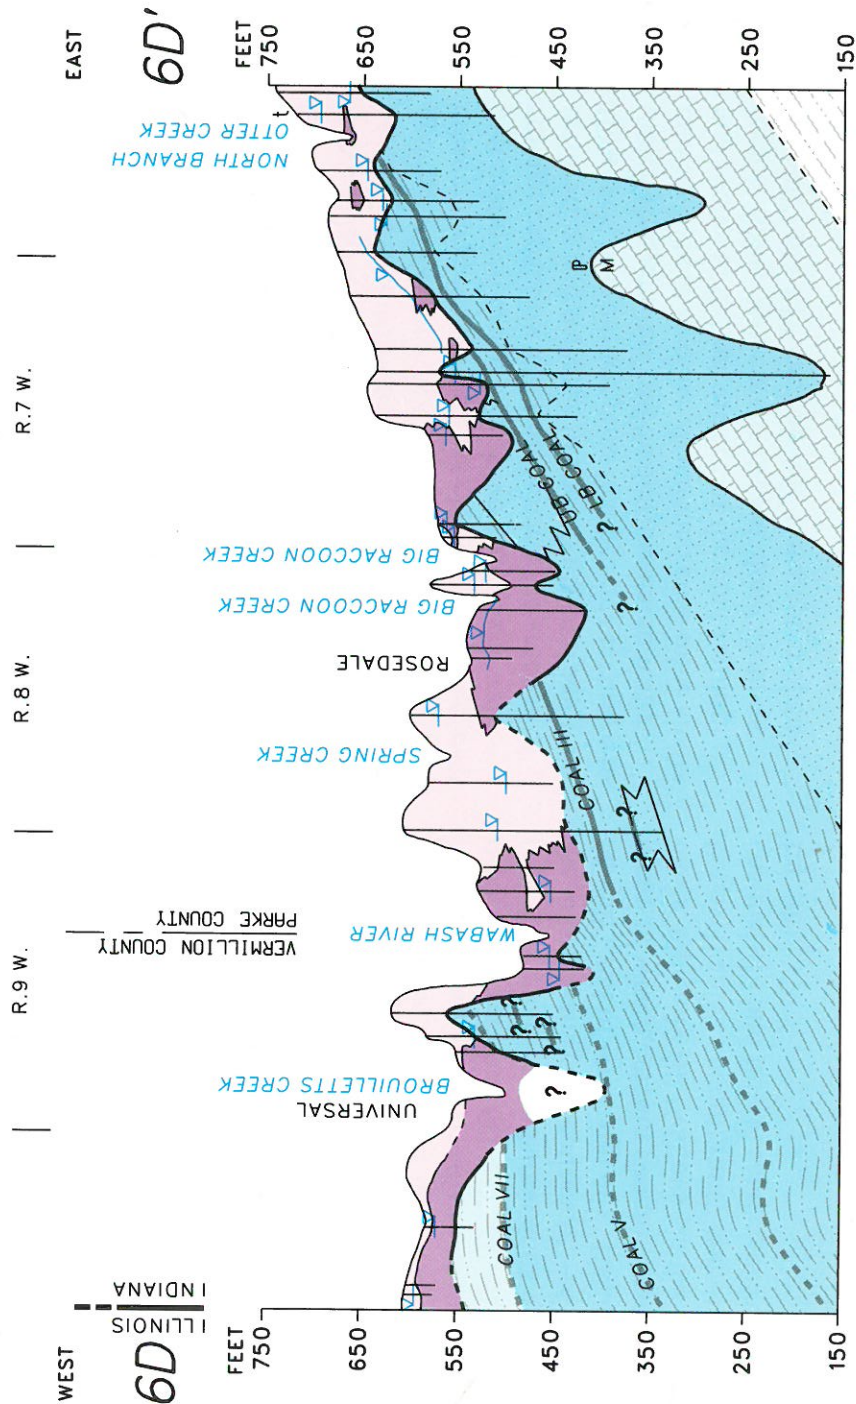 WEST
EAST
6D
6D'
ILLINOIS
INDIANA
R.9 W.
R.8 W.
R.7 W.
VERMILLION COUNTY
PARKE COUNTY
FEET
750
650
550
450
350
250
150
FEET
750
650
550
450
350
250
150
UNIVERSAL
BROUILLETTS CREEK
WABASH RIVER
SPRING CREEK
ROSEDALE
BIG RACCOON CREEK
BIG RACCOON CREEK
NORTH BRANCH
OTTER CREEK
t
COAL VII
COAL V
COAL III
UB COAL
LB COAL
P
M
?
?
?
?
?
?
?
?
?
?
?